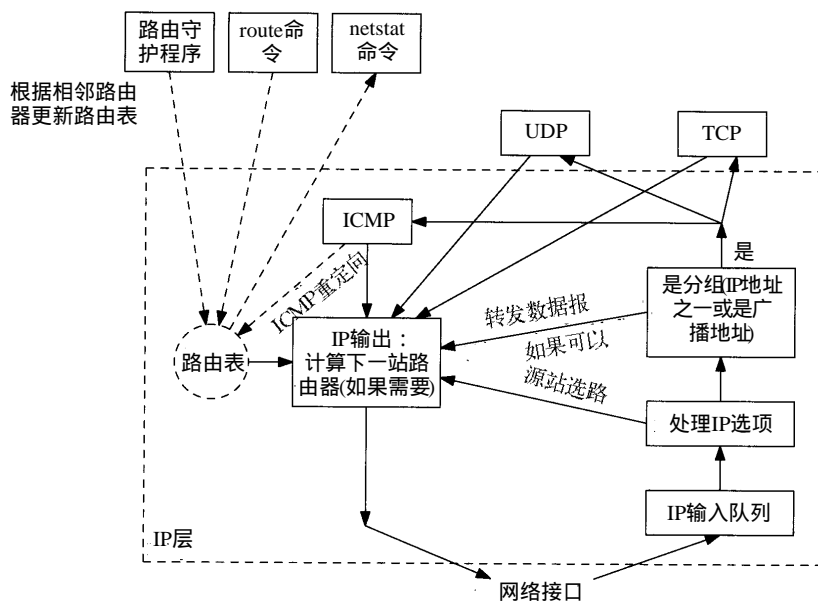 路由守
护程序
route命
令
netstat
命令
根据相邻路由
器更新路由表
UDP
TCP
ICMP
是
ICMP重定向
转发数据报
如果可以
是分组(IP地址
之一或是广
播地址)
IP输出：
计算下一站路
由器(如果需要)
路由表
源站选路
处理IP选项
IP输入队列
IP层
网络接口